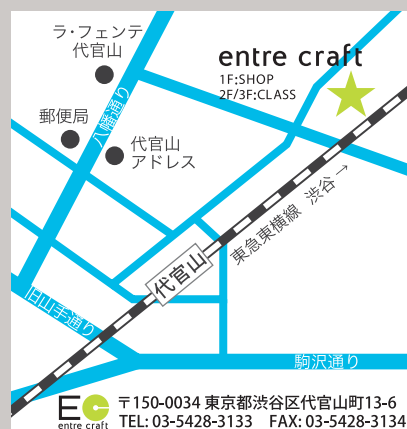 ラ・フェンテ
代官山
entre craft
1F:SHOP
2F/3F:CLASS
郵便局
八幡通り
代官山
アドレス
東急東横線 渋谷→
代官山
旧山手通り
駒沢通り
EC
entre craft
〒150-0034 東京都渋谷区代官山町13-6
TEL: 03-5428-3133 FAX: 03-5428-3134